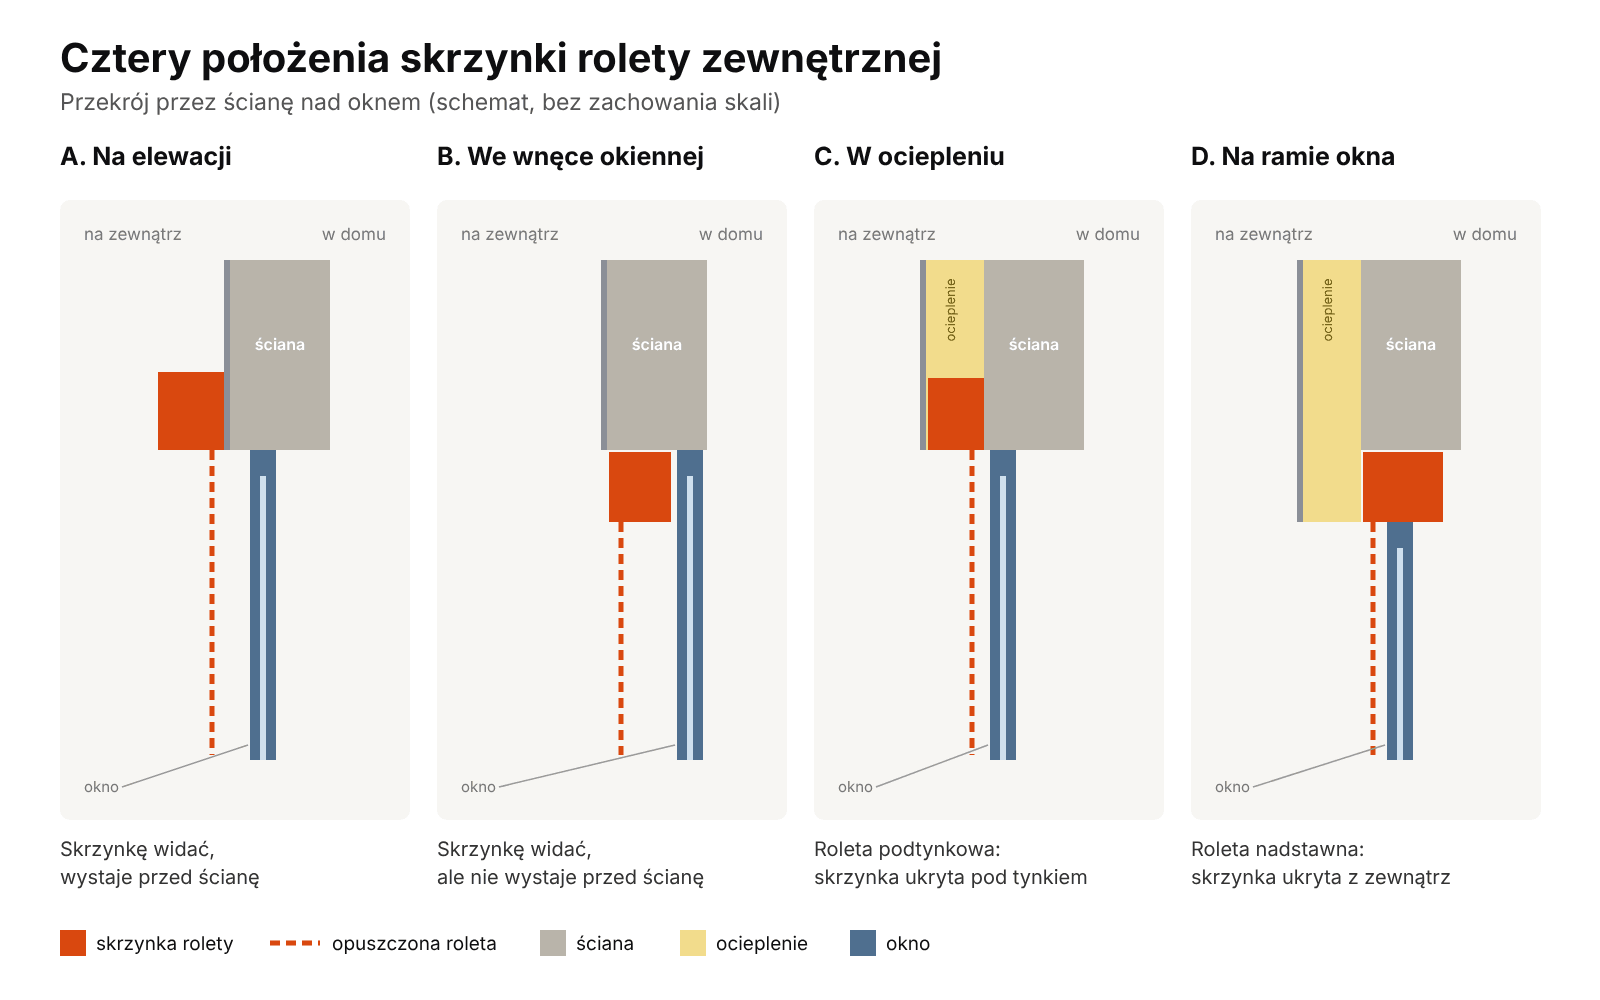 Cztery położenia skrzynki rolety zewnętrznej
Przekrój przez ścianę nad oknem (schemat, bez zachowania skali)
A. Na elewacji
na zewnątrz
w domu
ściana
okno
Skrzynkę widać,
wystaje przed ścianę
B. We wnęce okiennej
na zewnątrz
w domu
ściana
okno
Skrzynkę widać,
ale nie wystaje przed ścianę
C. W ociepleniu
na zewnątrz
w domu
ocieplenie
ściana
okno
Roleta podtynkowa:
skrzynka ukryta pod tynkiem
D. Na ramie okna
na zewnątrz
w domu
ocieplenie
ściana
okno
Roleta nadstawna:
skrzynka ukryta z zewnątrz
skrzynka rolety
opuszczona roleta
ściana
ocieplenie
okno